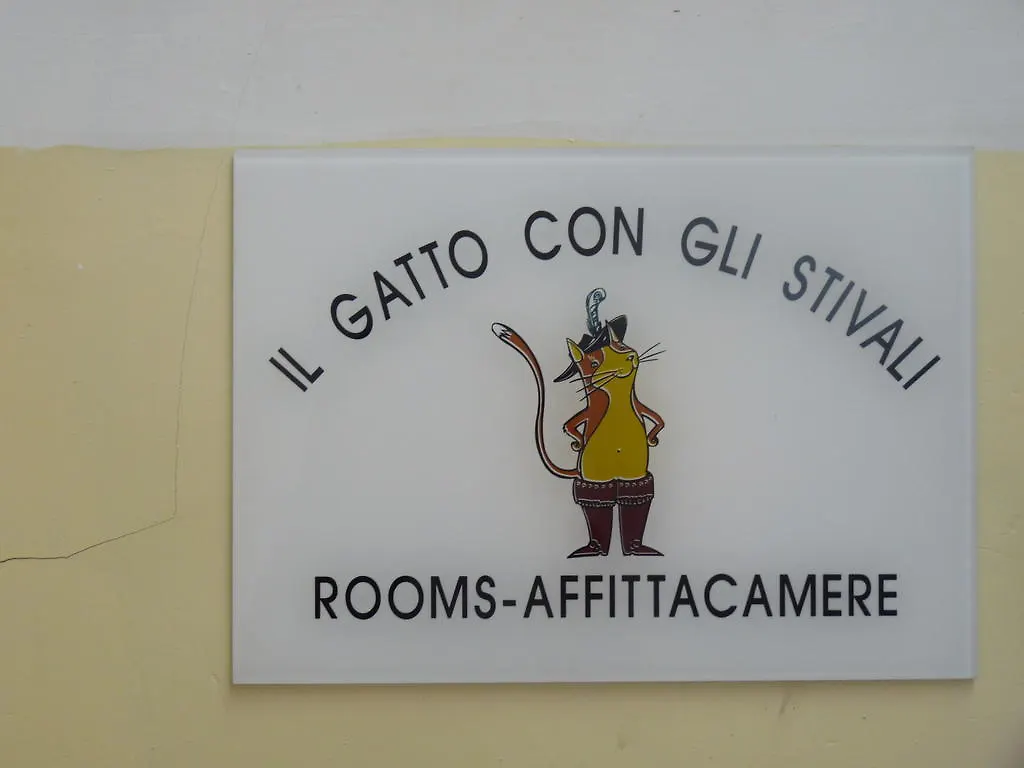 IL GATTO CON GLI STIVALI
ROOMS-AFFITTACAMERE